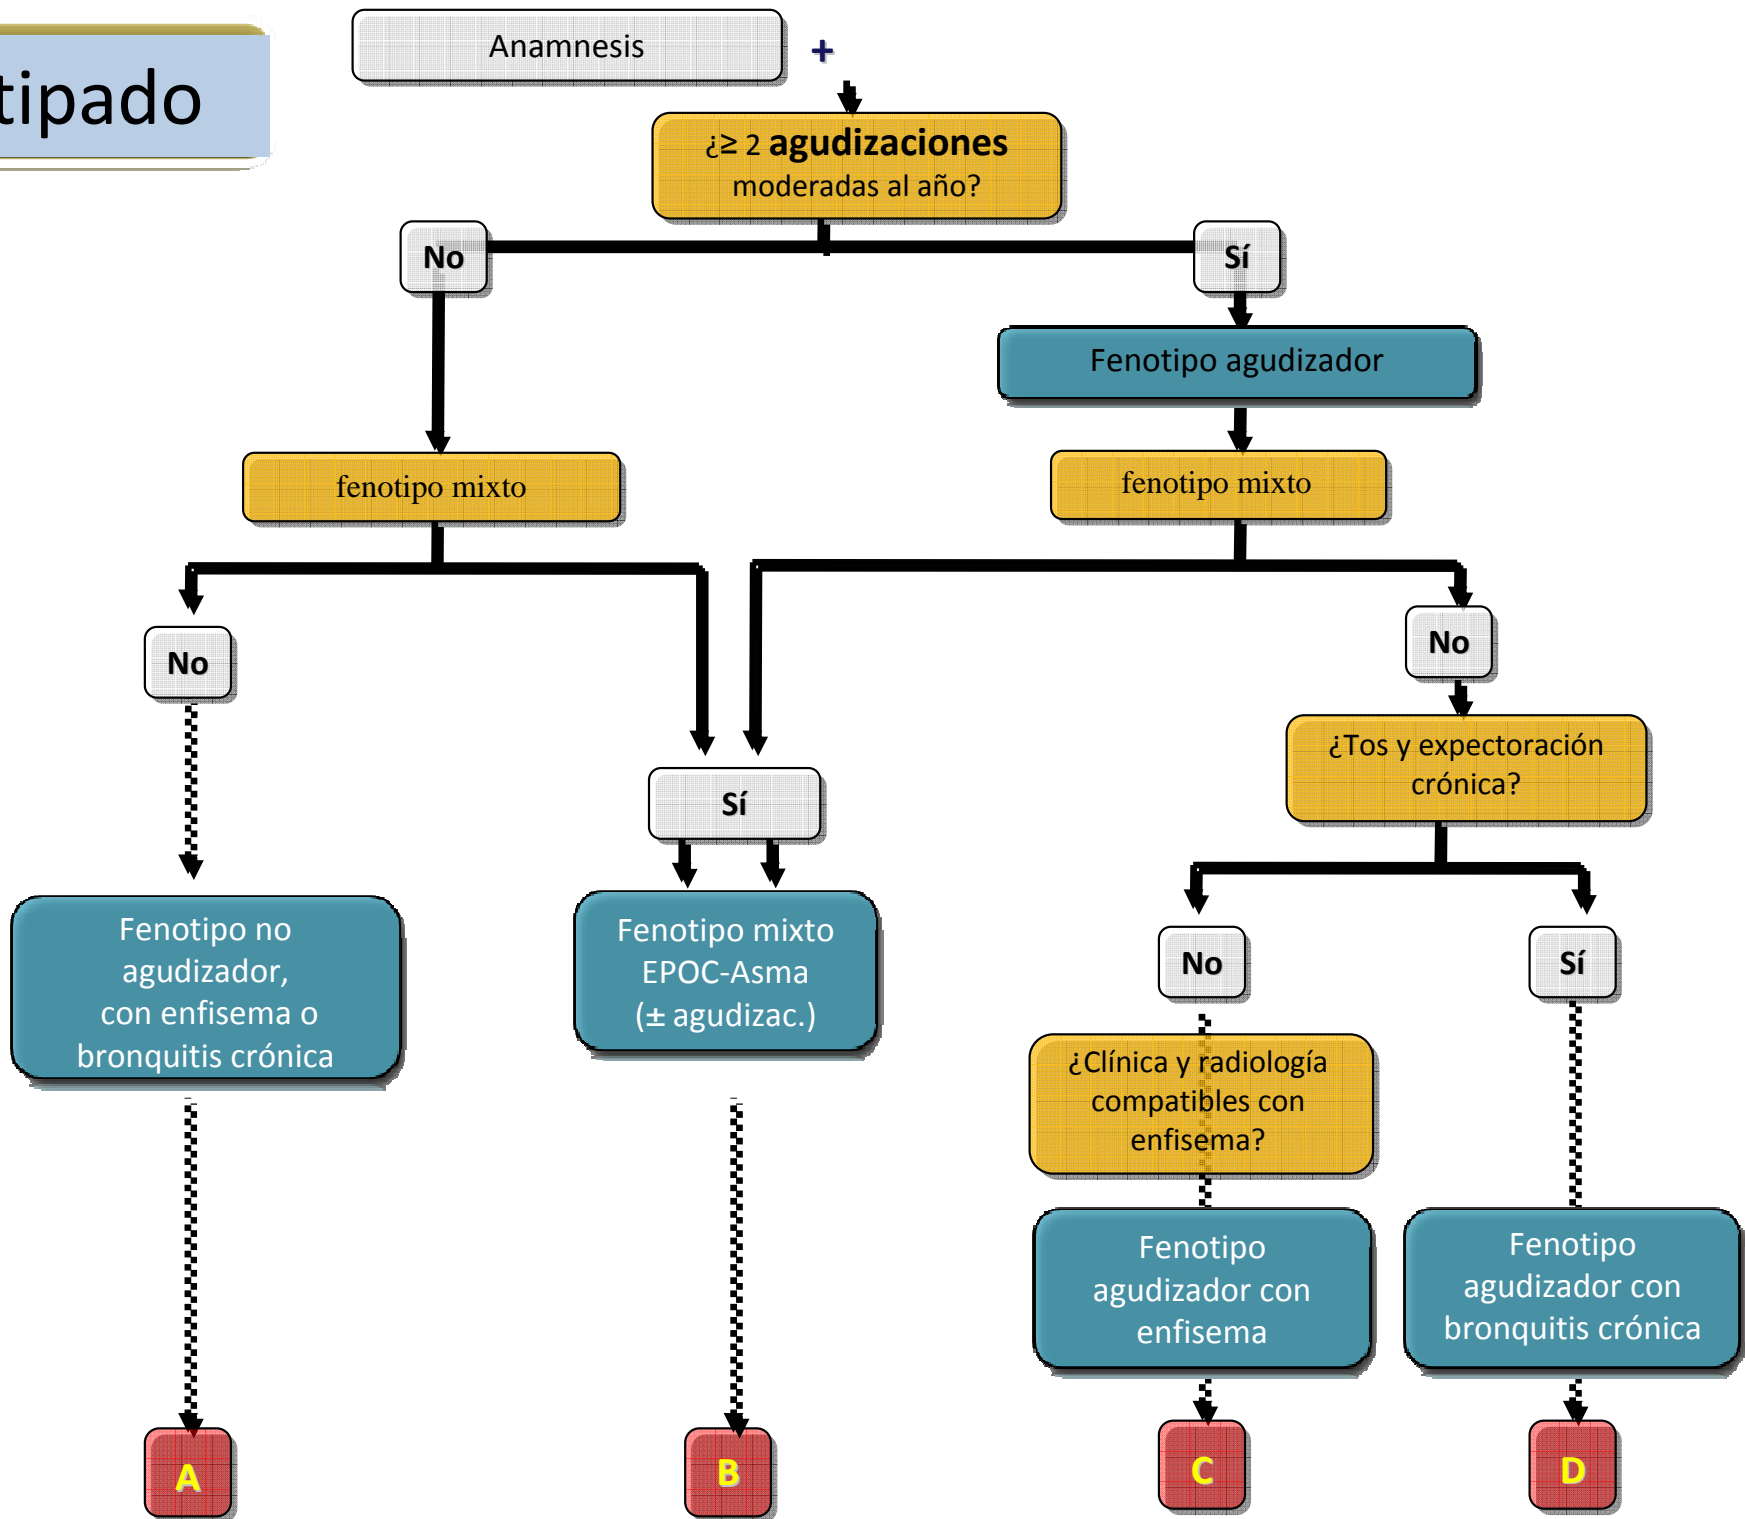 tipado
Anamnesis
+
¿≥ 2 agudizaciones
moderadas al año?
No
Sí
Fenotipo agudizador
fenotipo mixto
fenotipo mixto
No
No
¿Tos y expectoración
crónica?
Sí
Fenotipo no
agudizador,
con enfisema o
bronquitis crónica
Fenotipo mixto
EPOC-Asma
(± agudizac.)
No
Sí
¿Clínica y radiología
compatibles con
enfisema?
Fenotipo
agudizador con
enfisema
Fenotipo
agudizador con
bronquitis crónica
A
B
C
D